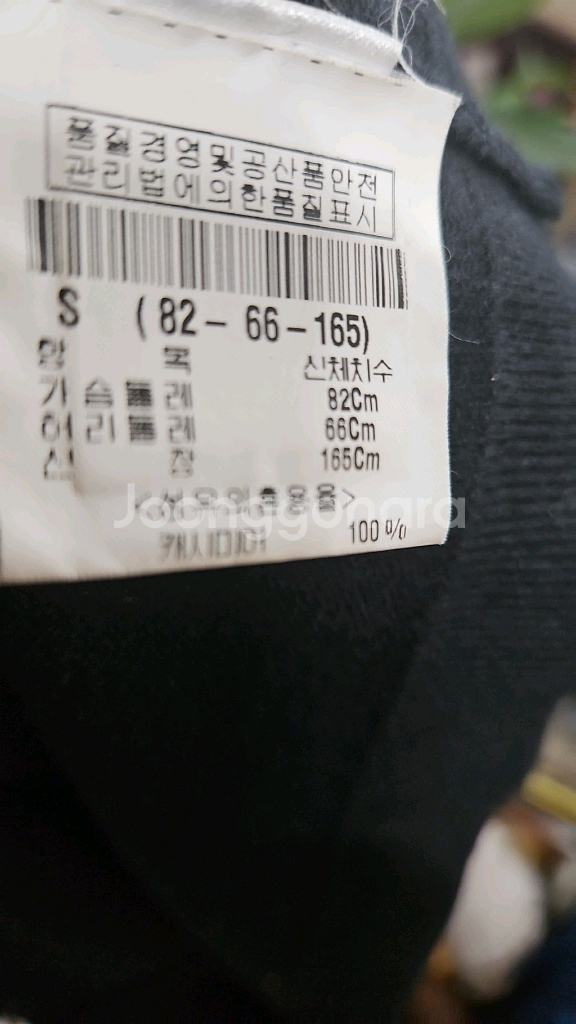 품질경영및공산품안전
관리법에의한품질표시
S (82-66-165)
항 목 신체치수
가슴둘레 82Cm
허리둘레 66Cm
신 장 165Cm
Joonggonara
캐시미어 100%